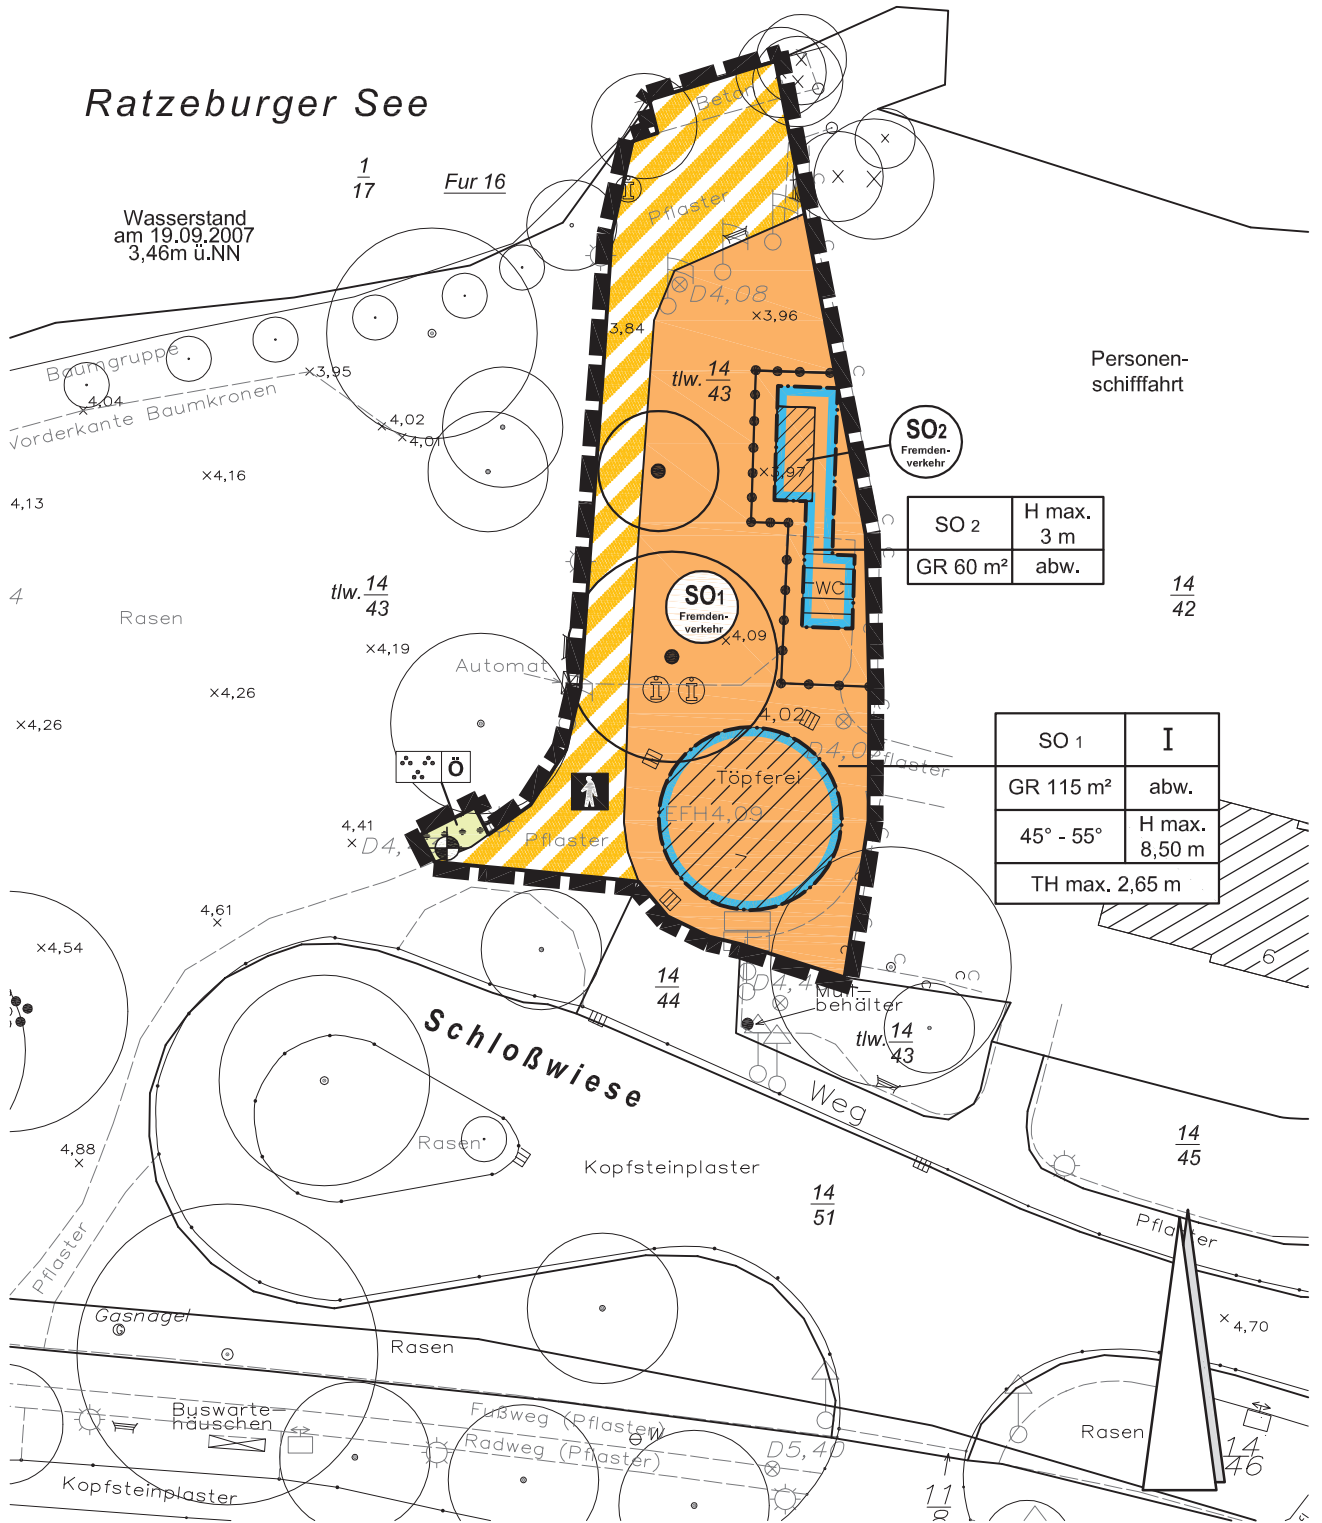 Ratzeburger See
1
17
Fur 16
Wasserstand
am 19.09.2007
3,46m ü.NN
Beton
Pflaster
D4,08
×3,96
3,84
Baumgruppe
×3,95
4,04
Vorderkante Baumkronen
4,02
×4,01
tlw. 14
43
Personen-
schifffahrt
SO2
Fremden-
verkehr
×4,16
4,13
×3,97
SO 2
H max.
3 m
GR 60 m²
abw.
tlw. 14
43
14
42
4
Rasen
WC
SO1
Fremden-
verkehr
×4,09
×4,19
Automat
×4,26
×4,26
4,02
D4,0
Pflaster
SO 1
I
GR 115 m²
abw.
45° - 55°
H max.
8,50 m
TH max. 2,65 m
Töpferei
EFH4,09
Ö
4,41
D4,
Pflaster
4,61
×4,54
6
14
44
D4,4
Müll-
behälter
tlw. 14
43
Schloßwiese
Weg
Rasen
Kopfsteinplaster
4,88
14
45
14
51
Pflaster
Pflaster
Gasnagel
G
Rasen
×4,70
Buswarte-
häuschen
Fußweg (Pflaster)
Radweg (Pflaster)
W
D5,40
Rasen
14
46
Kopfsteinplaster
11